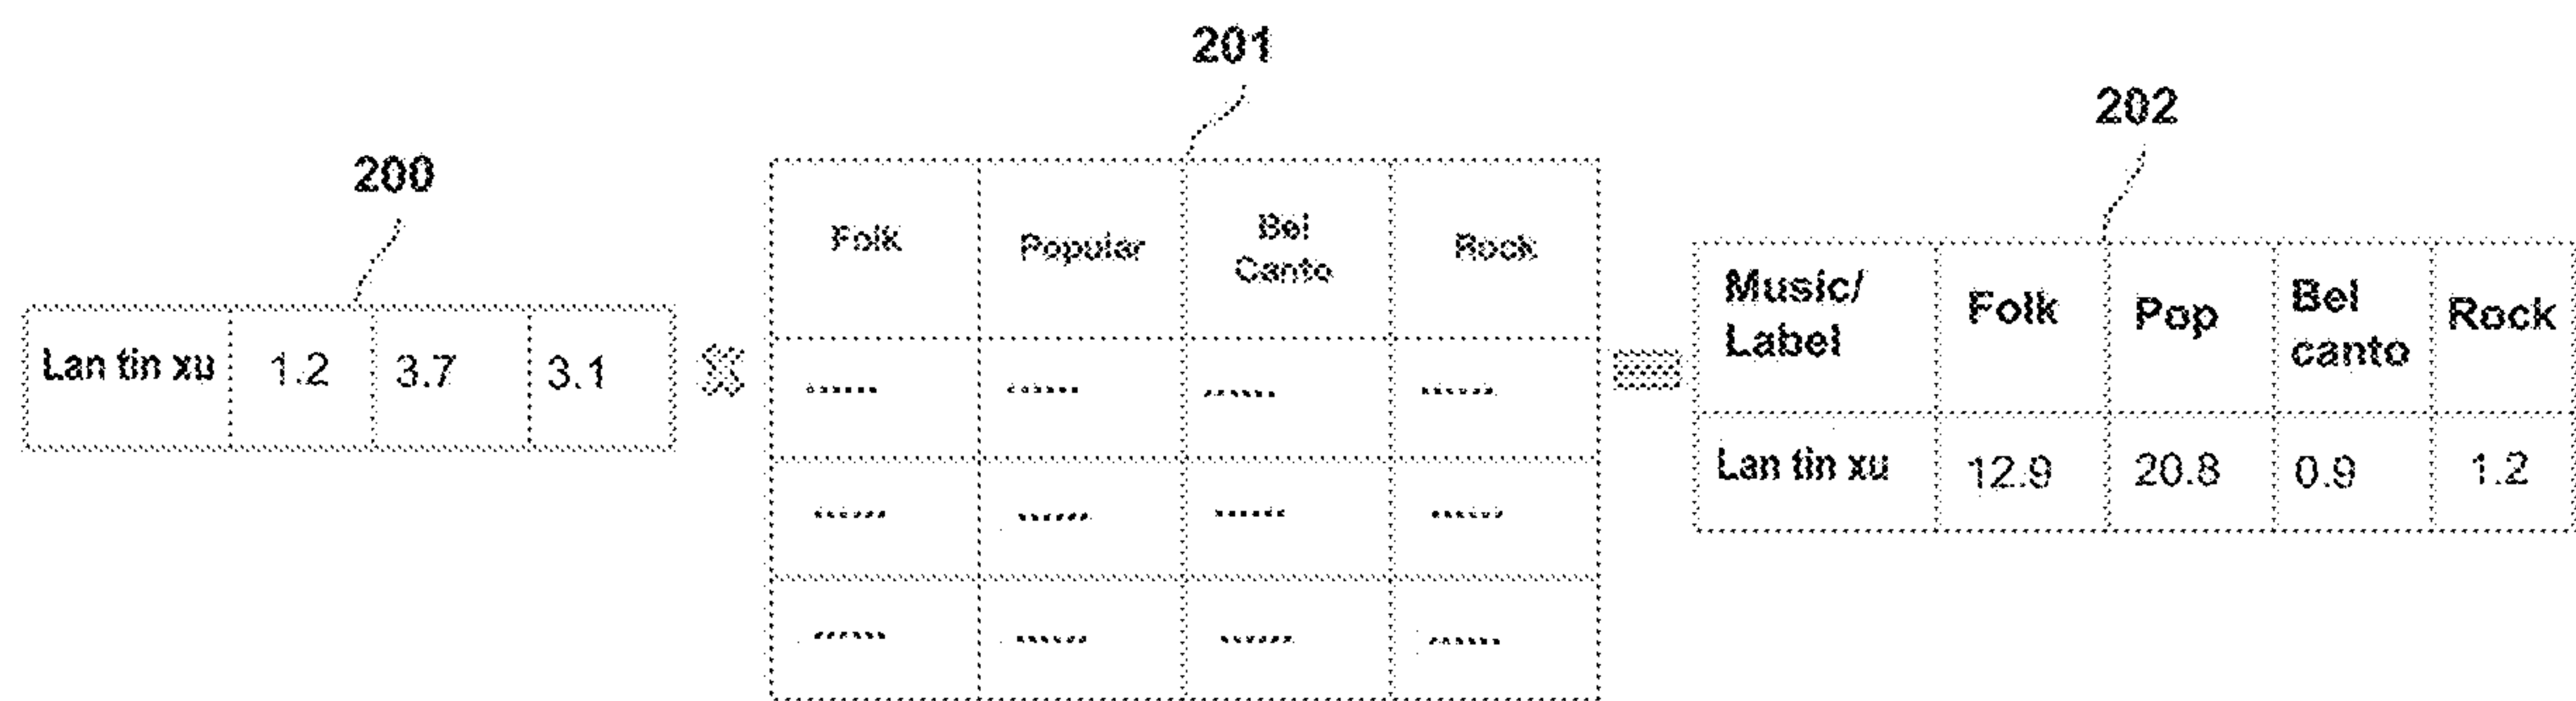 201
202
200
Folk Popular Bel Canto Rock
Music/ Label Folk Pop Bel canto Rock
Lan tin xu 1.2 3.7 3.1
Lan tin xu 12.9 20.8 0.9 1.2